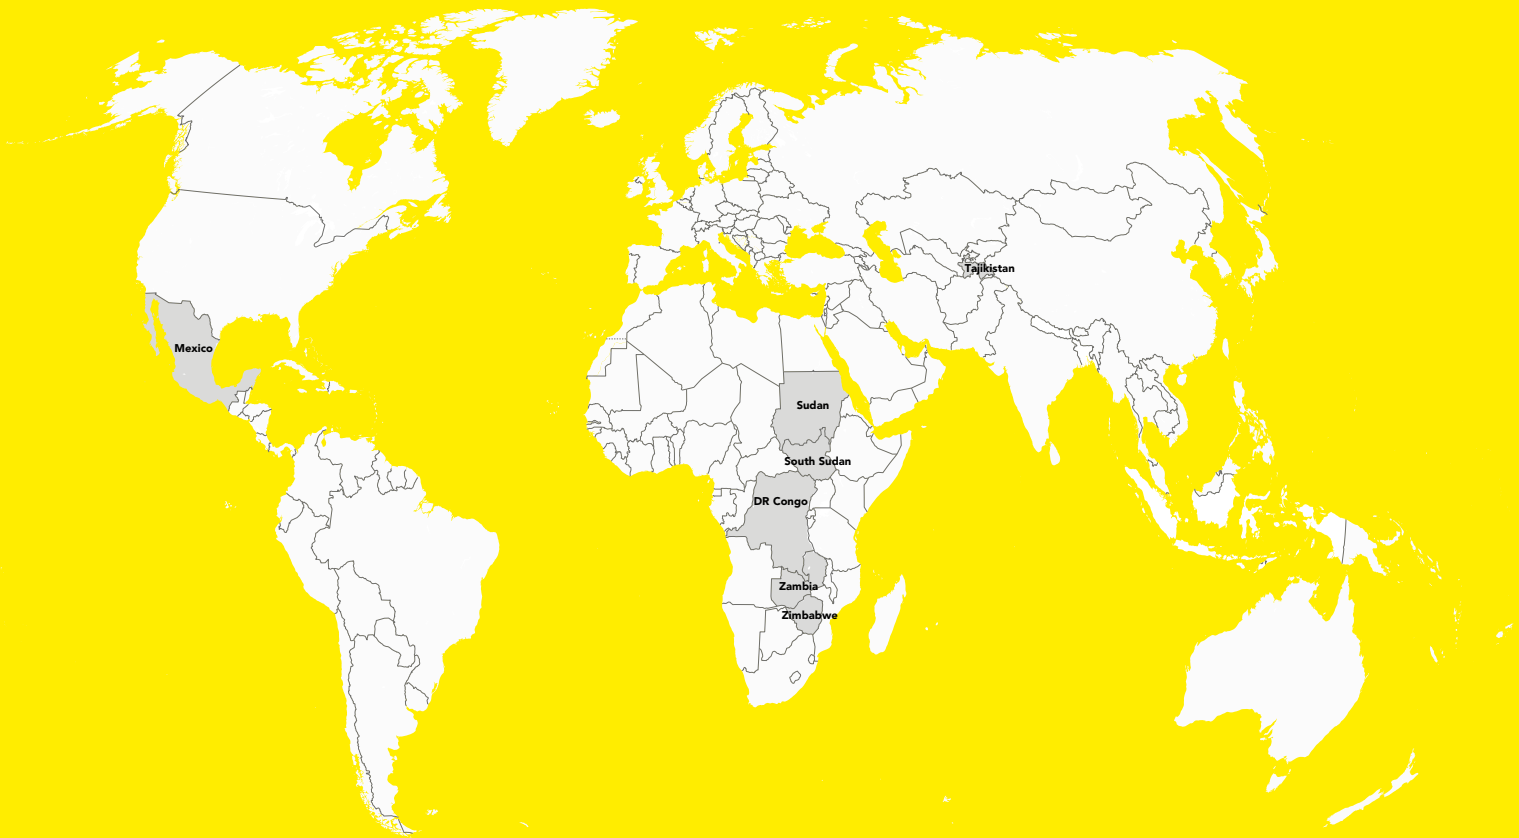 Tajikistan
Mexico
Sudan
South Sudan
DR Congo
Zambia
Zimbabwe